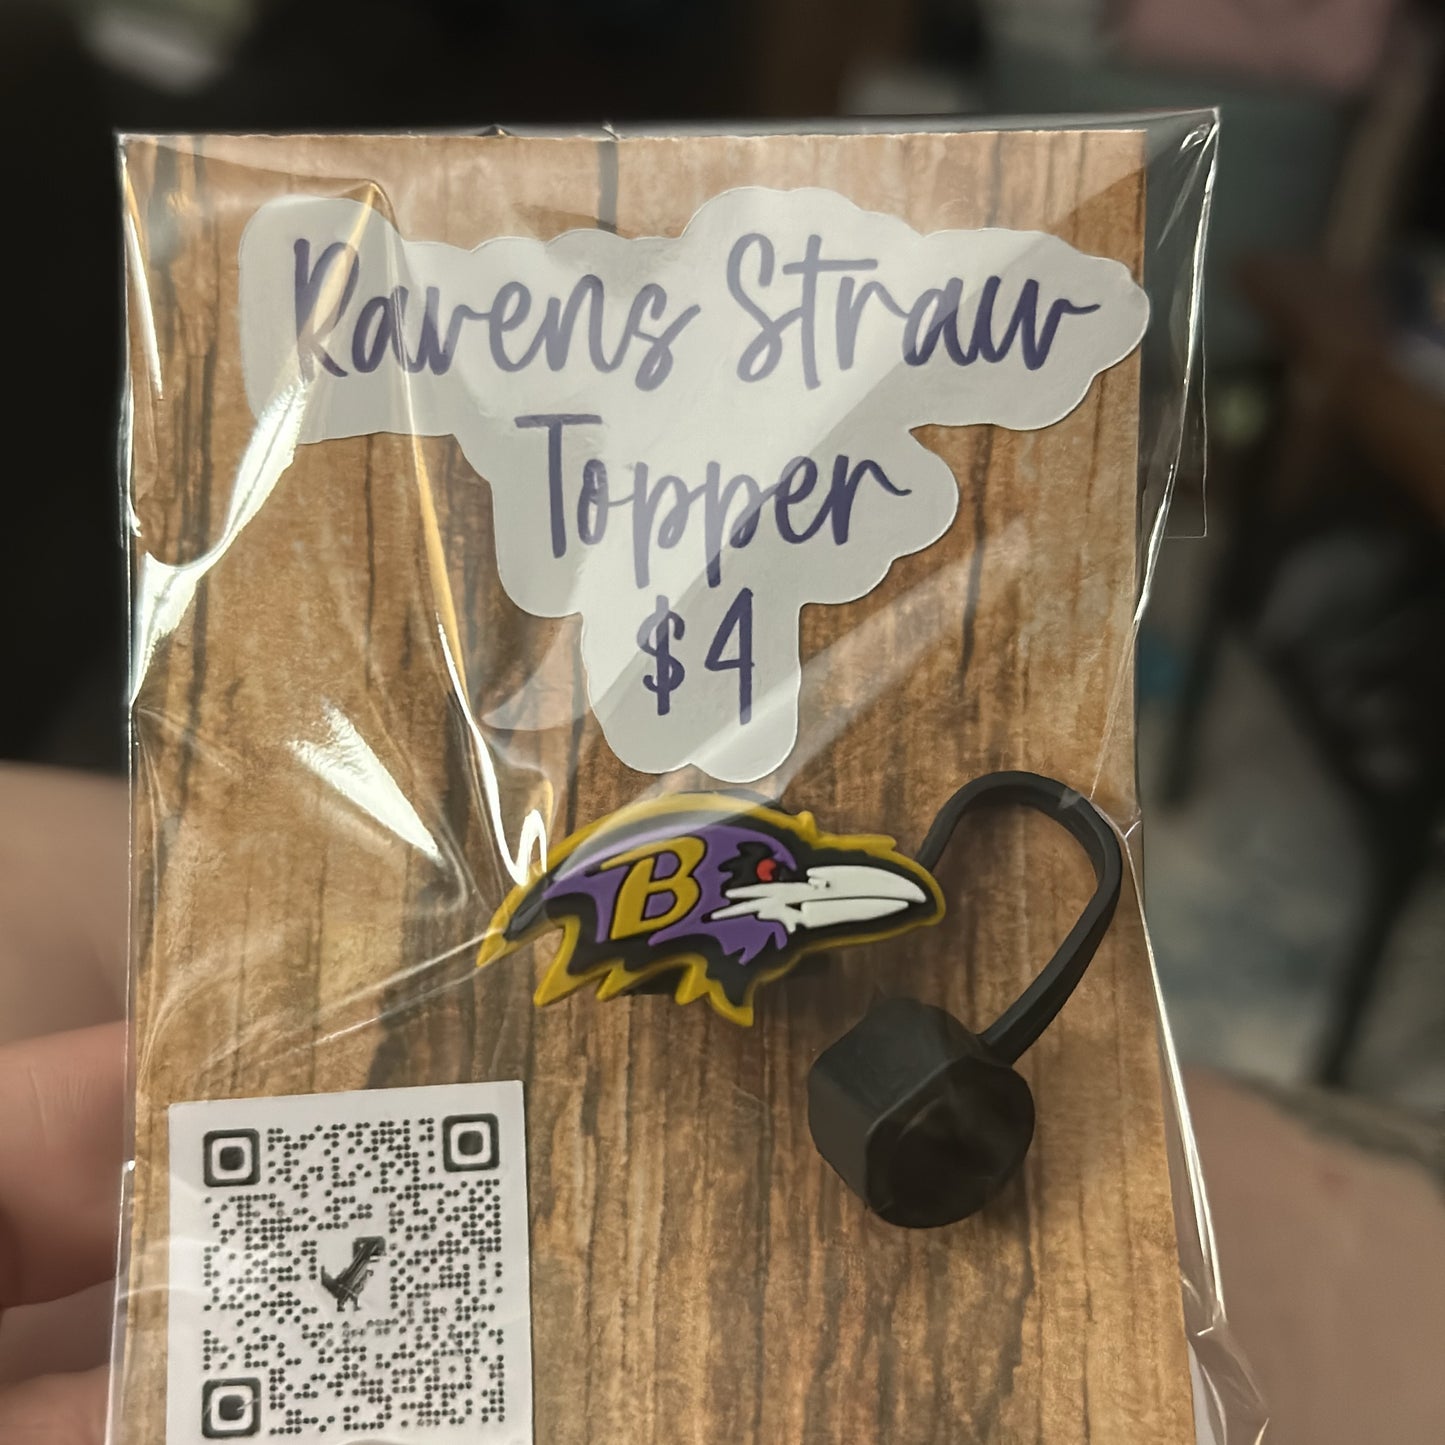 Ravens Straw
Topper
$4
B